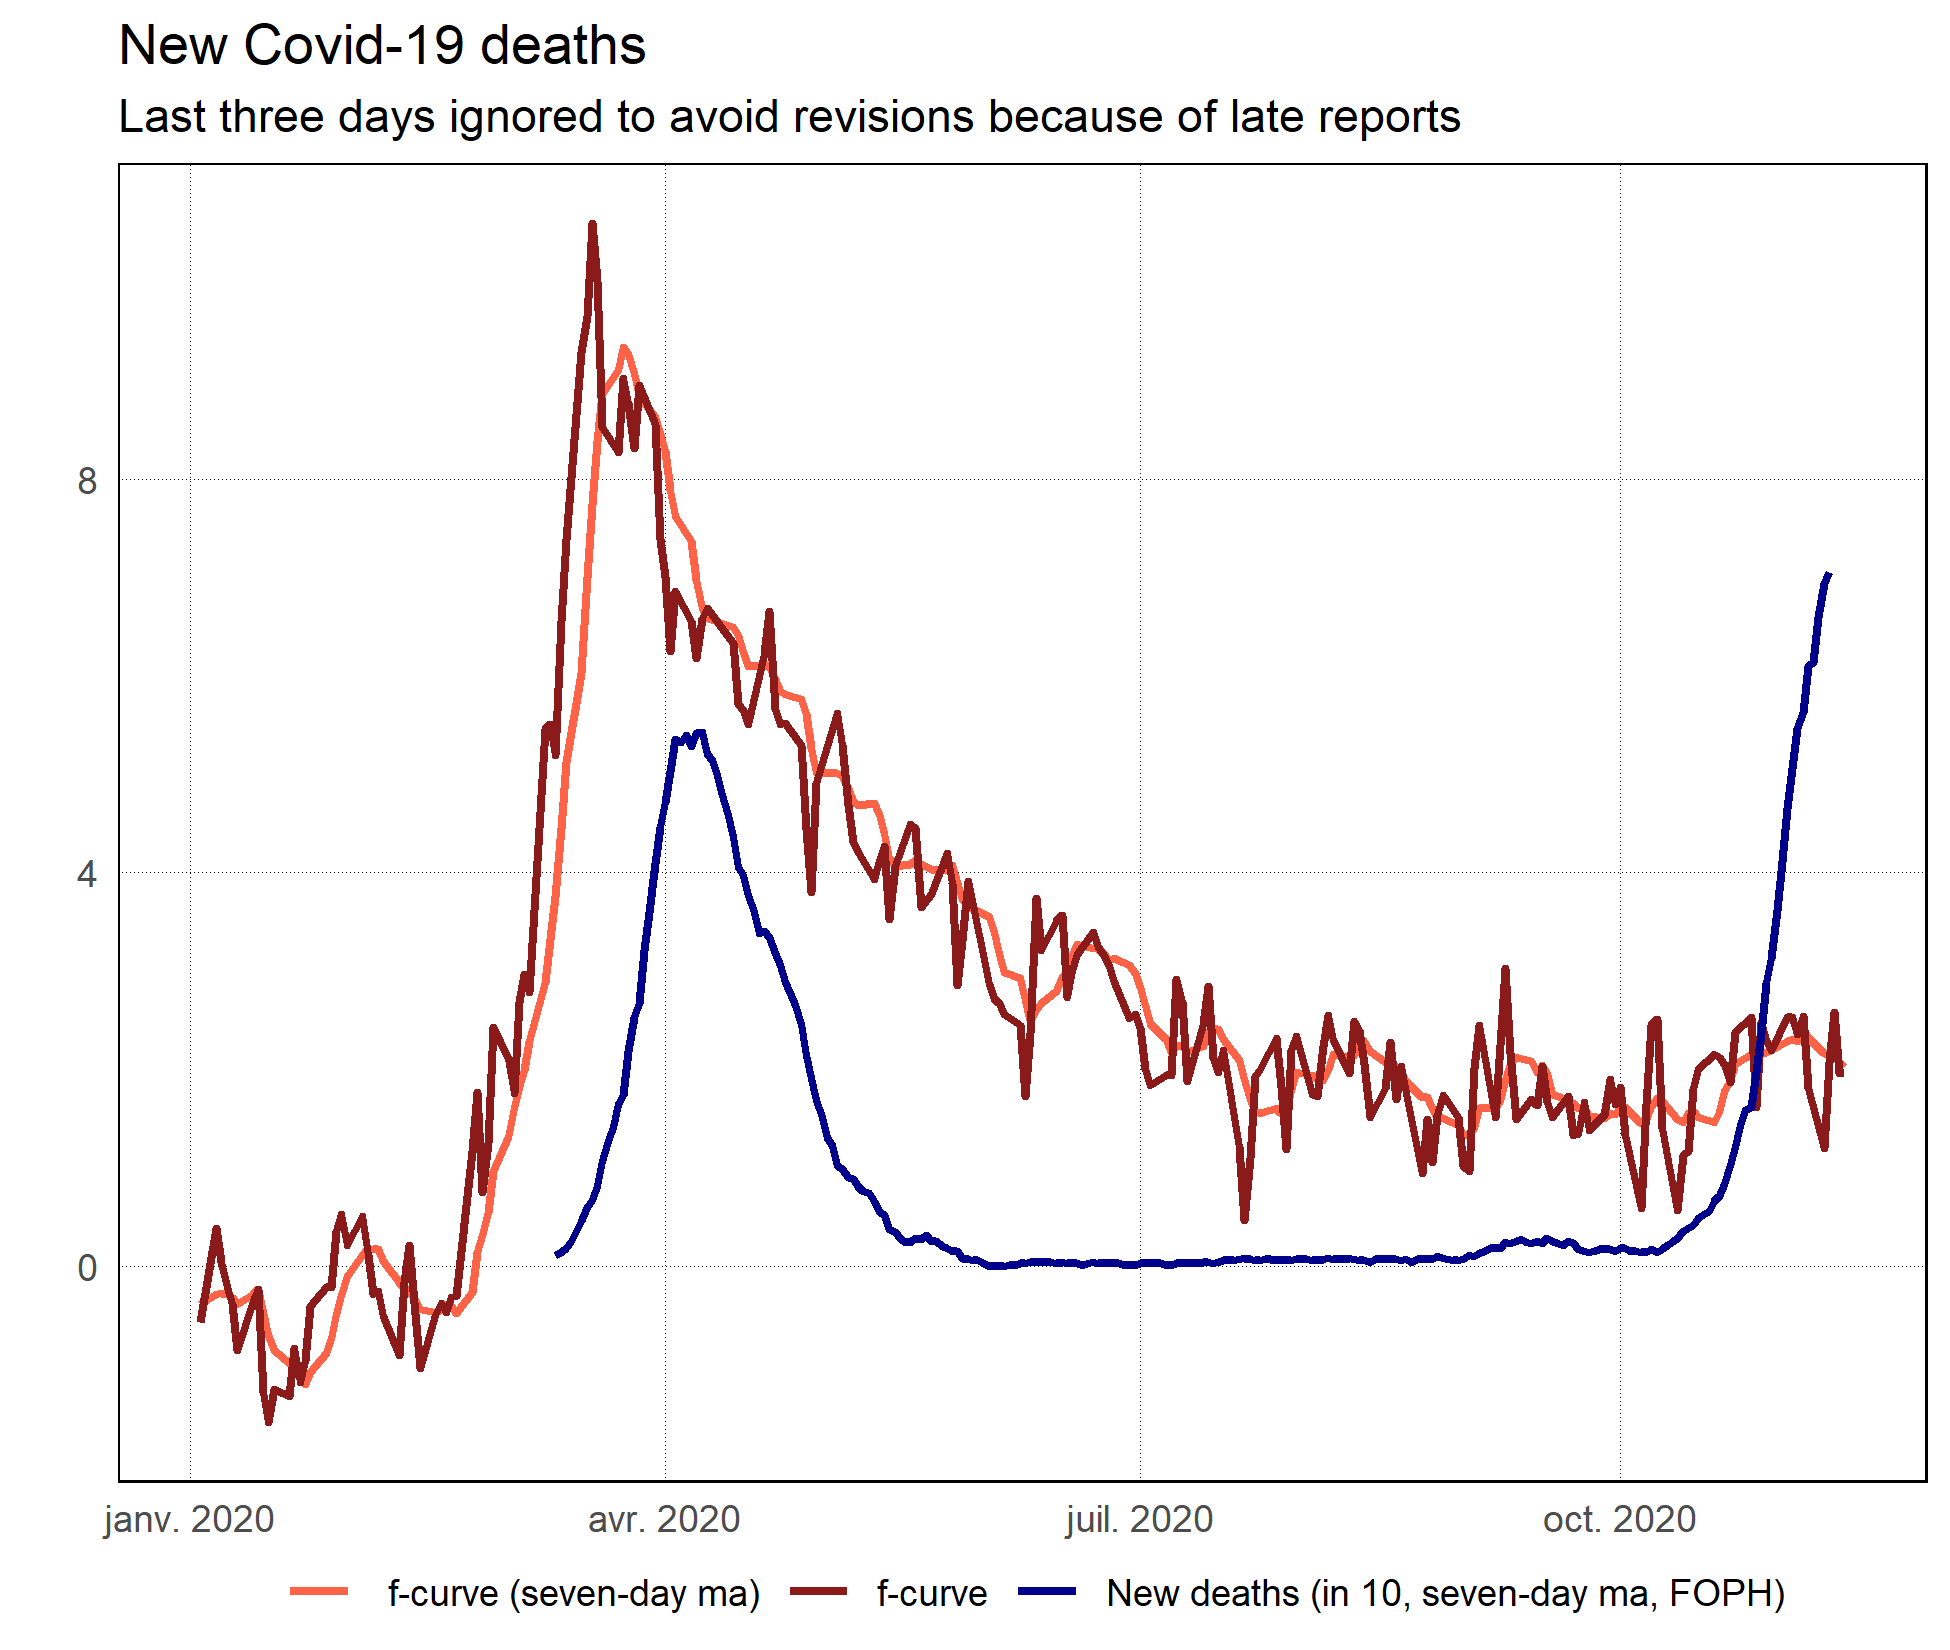 New Covid-19 deaths
Last three days ignored to avoid revisions because of late reports
8
4
0
janv. 2020 avr. 2020 juil. 2020 oct. 2020
f-curve (seven-day ma) f-curve New deaths (in 10, seven-day ma, FOPH)